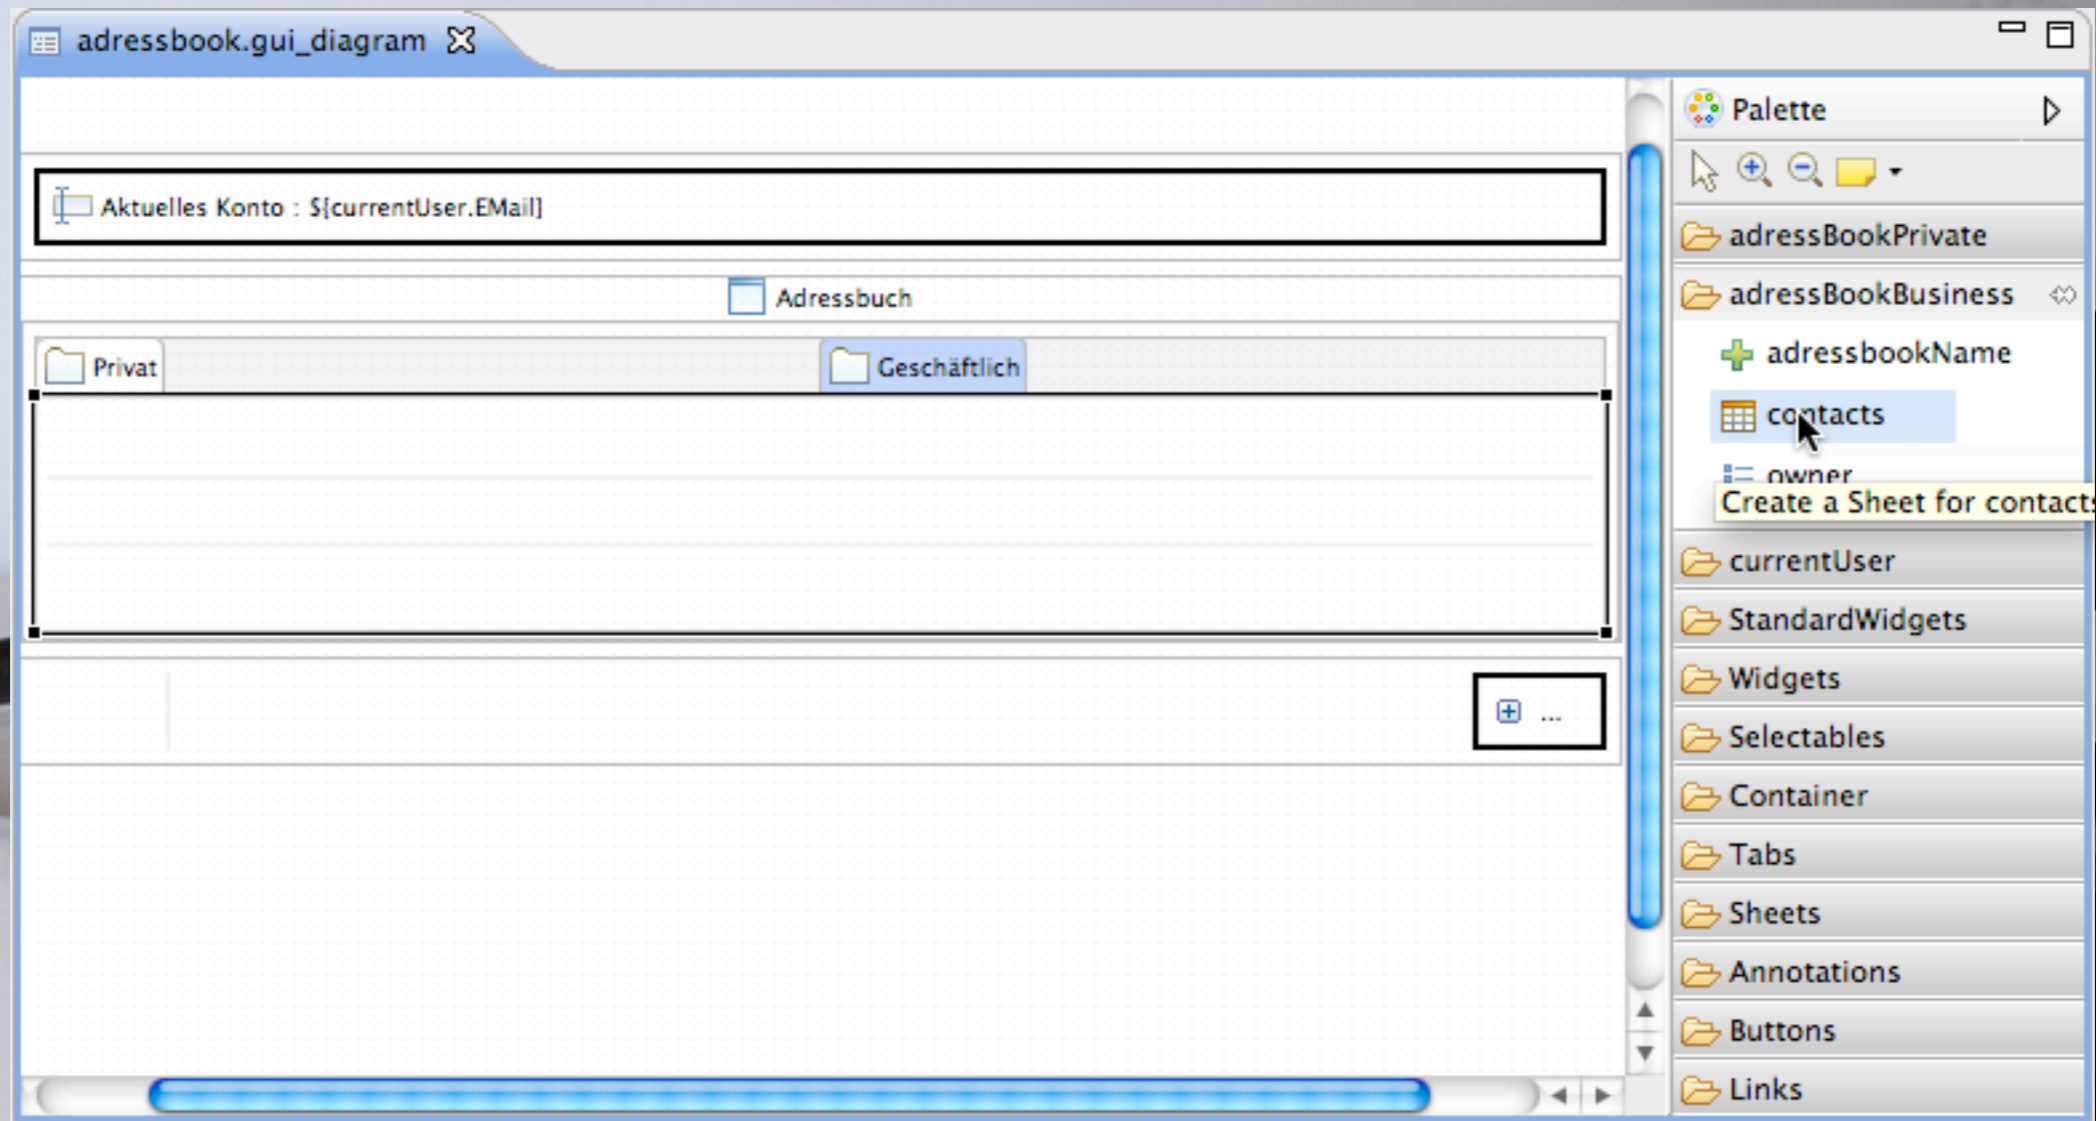 adressbook.gui_diagram
Aktuelles Konto : ${currentUser.EMail}
Adressbuch
Privat
Geschäftlich
...
Palette
adressBookPrivate
adressBookBusiness
adressbookName
contacts
owner
Create a Sheet for contacts
currentUser
StandardWidgets
Widgets
Selectables
Container
Tabs
Sheets
Annotations
Buttons
Links